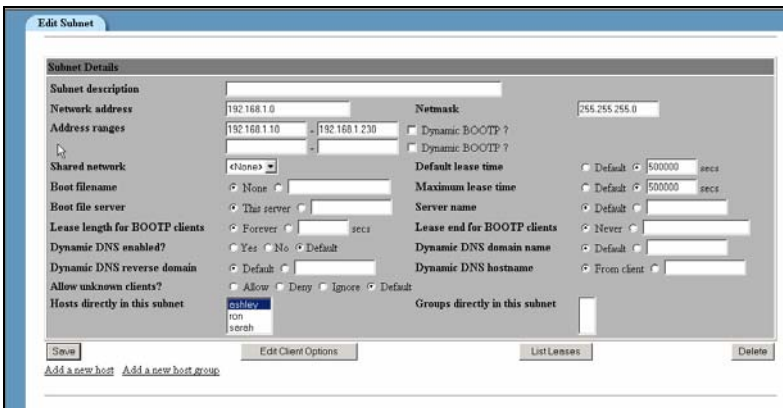 Edit Subnet
Subnet Details
Subnet description
Network address 192.168.1.0 Netmask 255.255.255.0
Address ranges 192.168.1.10 - 192.168.1.230 Dynamic BOOTP ?
- Dynamic BOOTP ?
Shared network <None> Default lease time Default 500000 secs
Boot filename None Maximum lease time Default 500000 secs
Boot file server This server Server name Default
Lease length for BOOTP clients Forever secs Lease end for BOOTP clients Never
Dynamic DNS enabled? Yes No Default Dynamic DNS domain name Default
Dynamic DNS reverse domain Default Dynamic DNS hostname From client
Allow unknown clients? Allow Deny Ignore Default
Hosts directly in this subnet ashley Groups directly in this subnet
ron
sarah
Save Edit Client Options List Leases Delete
Add a new host Add a new host group